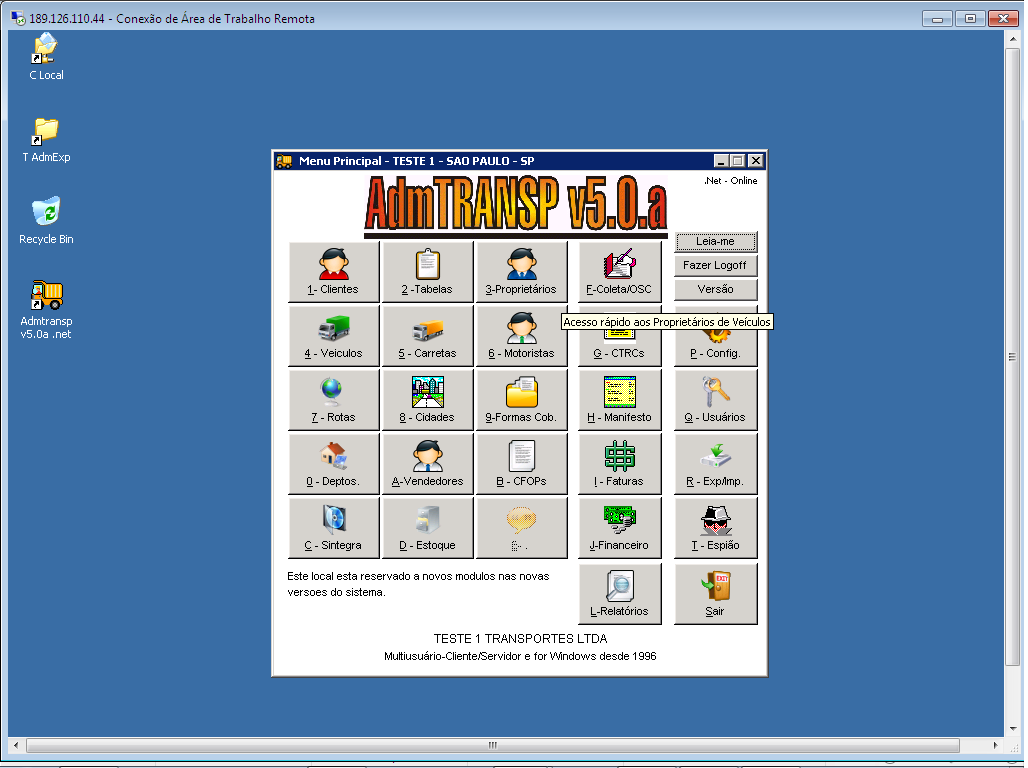 189.126.110.44 - Conexão de Área de Trabalho Remota
C Local
T AdmExp
Recycle Bin
Admtransp
v5.0a .net
Menu Principal - TESTE 1 - SAO PAULO - SP
.Net - Online
AdmTRANSP v5.0.a
Leia-me
Fazer Logoff
Versão
1- Clientes
2 -Tabelas
3-Proprietários
F-Coleta/OSC
Acesso rápido aos Proprietários de Veículos
4 - Veiculos
5 - Carretas
6 - Motoristas
G - CTRCs
P - Config.
7 - Rotas
8 - Cidades
9-Formas Cob.
H - Manifesto
Q - Usuários
0 - Deptos.
A-Vendedores
B - CFOPs
I - Faturas
R - Exp/Imp.
C - Sintegra
D - Estoque
E- .
J-Financeiro
T - Espião
Este local esta reservado a novos modulos nas novas
versoes do sistema.
L-Relatórios
EXIT
Sair
TESTE 1 TRANSPORTES LTDA
Multiusuário-Cliente/Servidor e for Windows desde 1996